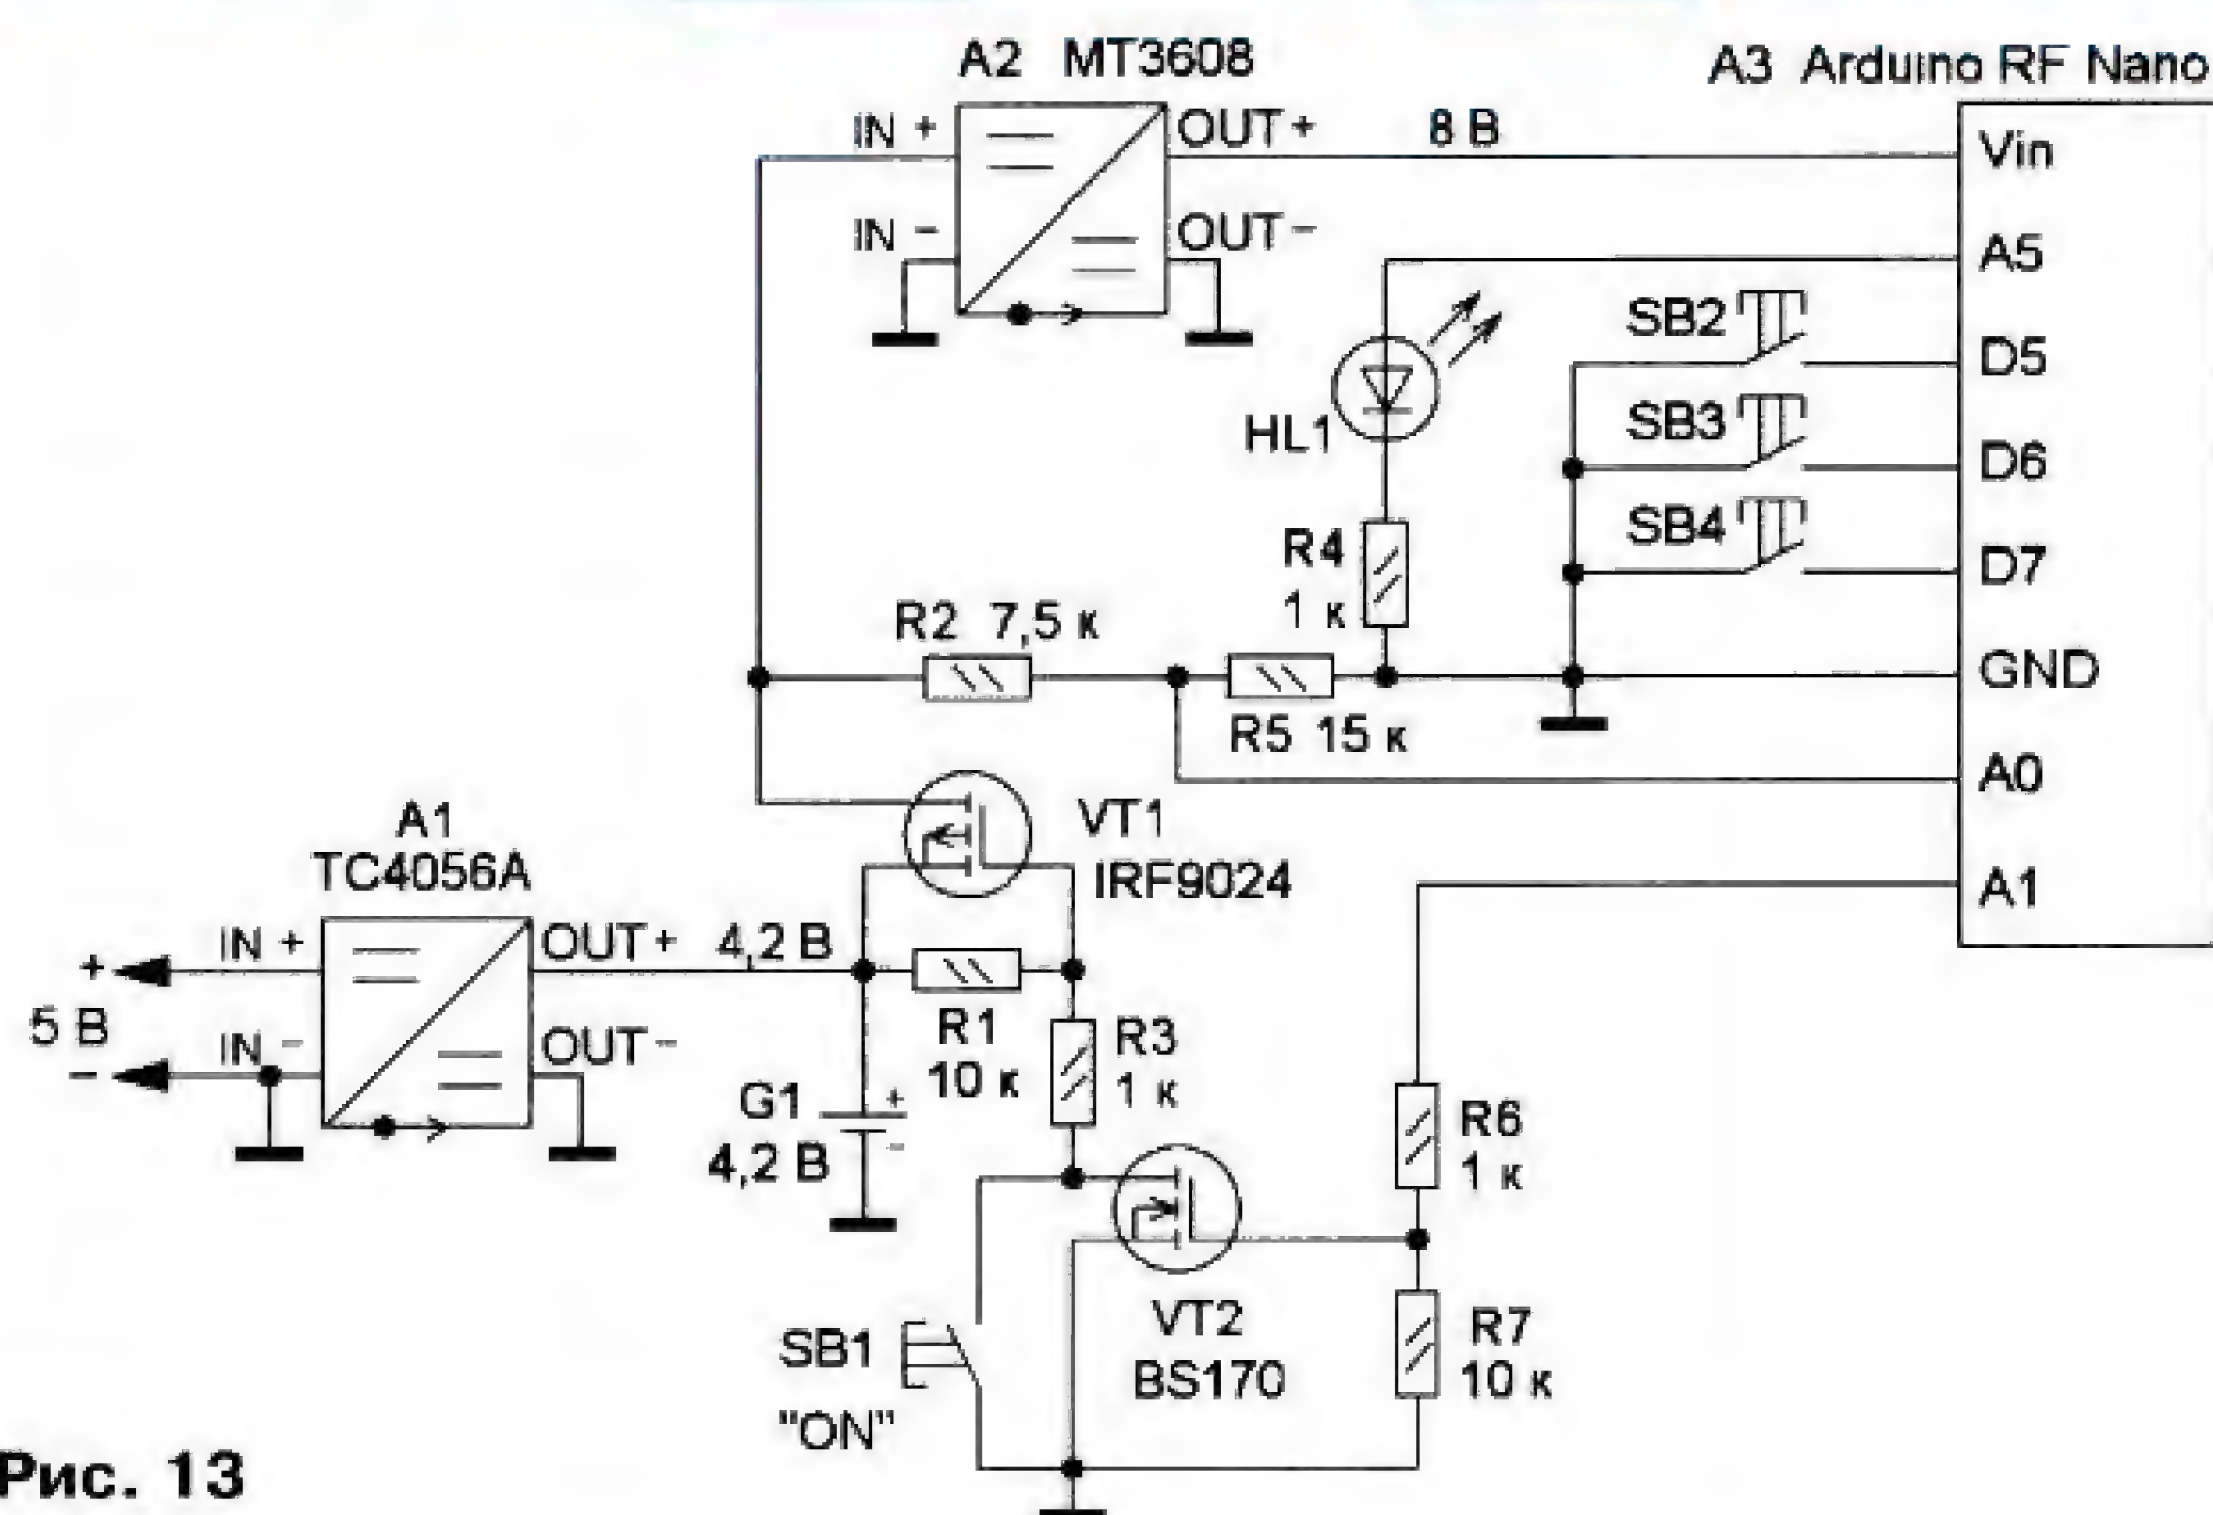 A2 MT3608
A3 Arduino RF Nano
IN +
OUT+
8 В
Vin
IN -
OUT-
A5
SB2
D5
SB3
HL1
D6
SB4
R4
1 к
D7
R2 7,5 к
GND
R5 15 к
A0
A1
TC4056A
VT1
IRF9024
A1
IN +
OUT+
4,2 В
+
5 В
-
IN -
OUT-
R1
10 к
R3
1 к
G1
+
4,2 В
-
R6
1 к
VT2
BS170
R7
10 к
SB1
"ON"
Рис. 13